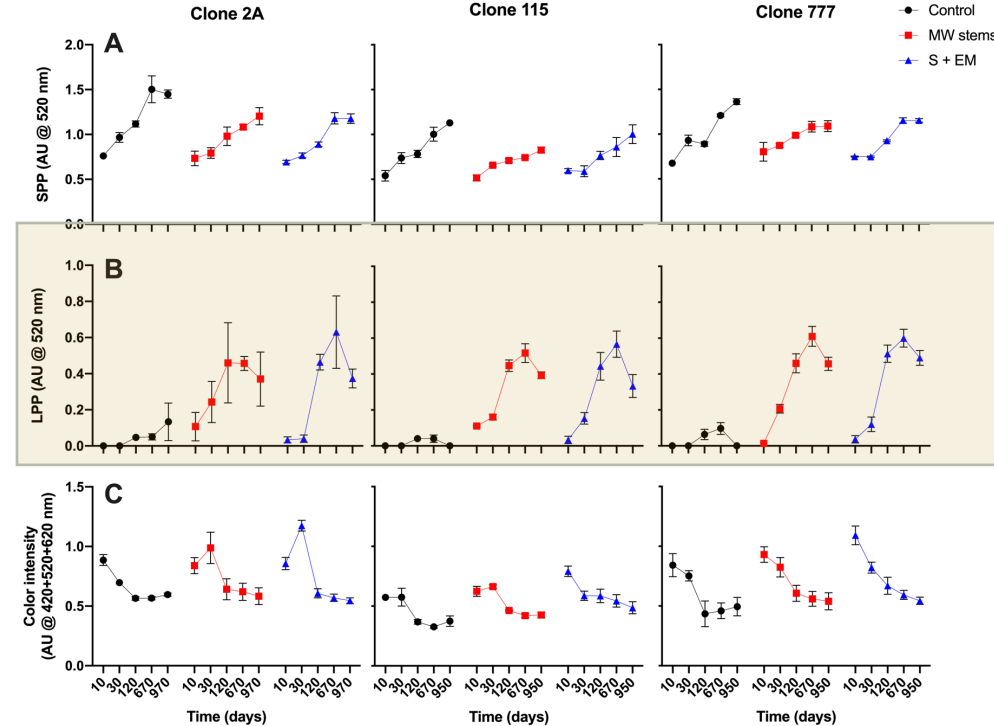 Clone 2A Clone 115 Clone 777
Control
MW stems
S + EM
A
SPP (AU @ 520 nm)
2.0
1.5
1.0
0.5
0.0
B
LPP (AU @ 520 nm)
1.0
0.8
0.6
0.4
0.2
0.0
C
Color intensity
(AU @ 420+520+620 nm)
1.5
1.0
0.5
0.0
10 30 120 670 970 10 30 120 670 970 10 30 120 670 970
10 30 120 670 950 10 30 120 670 950 10 30 120 670 950
10 30 120 670 950 10 30 120 670 950 10 30 120 670 950
Time (days) Time (days) Time (days)